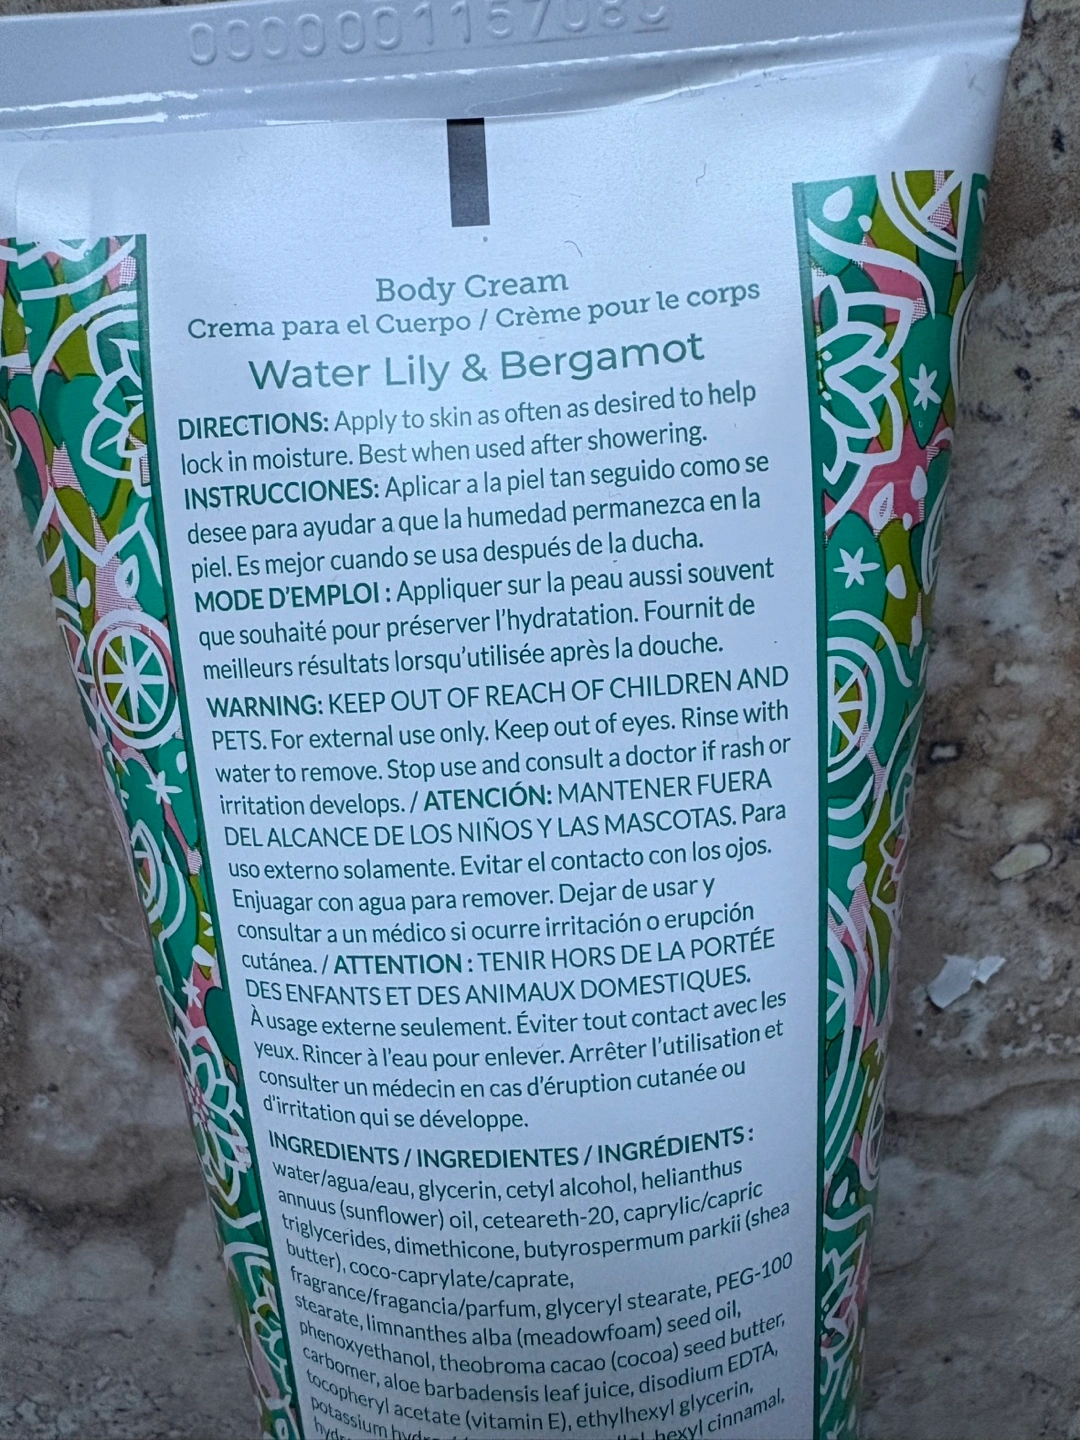 Body Cream
Crema para el Cuerpo / Crème pour le corps
Water Lily & Bergamot
DIRECTIONS: Apply to skin as often as desired to help
lock in moisture. Best when used after showering.
INSTRUCCIONES: Aplicar a la piel tan seguido como se
desee para ayudar a que la humedad permanezca en la
piel. Es mejor cuando se usa después de la ducha.
MODE D'EMPLOI : Appliquer sur la peau aussi souvent
que souhaité pour préserver l'hydratation. Fournit de
meilleurs résultats lorsqu'utilisée après la douche.
WARNING: KEEP OUT OF REACH OF CHILDREN AND
PETS. For external use only. Keep out of eyes. Rinse with
water to remove. Stop use and consult a doctor if rash or
irritation develops. / ATENCIÓN: MANTENER FUERA
DEL ALCANCE DE LOS NIÑOS Y LAS MASCOTAS. Para
uso externo solamente. Evitar el contacto con los ojos.
Enjuagar con agua para remover. Dejar de usar y
consultar a un médico si ocurre irritación o erupción
cutánea. / ATTENTION : TENIR HORS DE LA PORTÉE
DES ENFANTS ET DES ANIMAUX DOMESTIQUES.
À usage externe seulement. Éviter tout contact avec les
yeux. Rincer à l'eau pour enlever. Arrêter l'utilisation et
consulter un médecin en cas d'éruption cutanée ou
d'irritation qui se développe.
INGREDIENTS / INGREDIENTES / INGRÉDIENTS :
water/agua/eau, glycerin, cetyl alcohol, helianthus
annuus (sunflower) oil, ceteareth-20, caprylic/capric
triglycerides, dimethicone, butyrospermum parkii (shea
butter), coco-caprylate/caprate,
fragrance/fragancia/parfum, glyceryl stearate, PEG-100
stearate, limnanthes alba (meadowfoam) seed oil,
phenoxyethanol, theobroma cacao (cocoa) seed butter,
carbomer, aloe barbadensis leaf juice, disodium EDTA,
tocopheryl acetate (vitamin E), ethylhexyl glycerin,
potassium hexyl cinnamal,